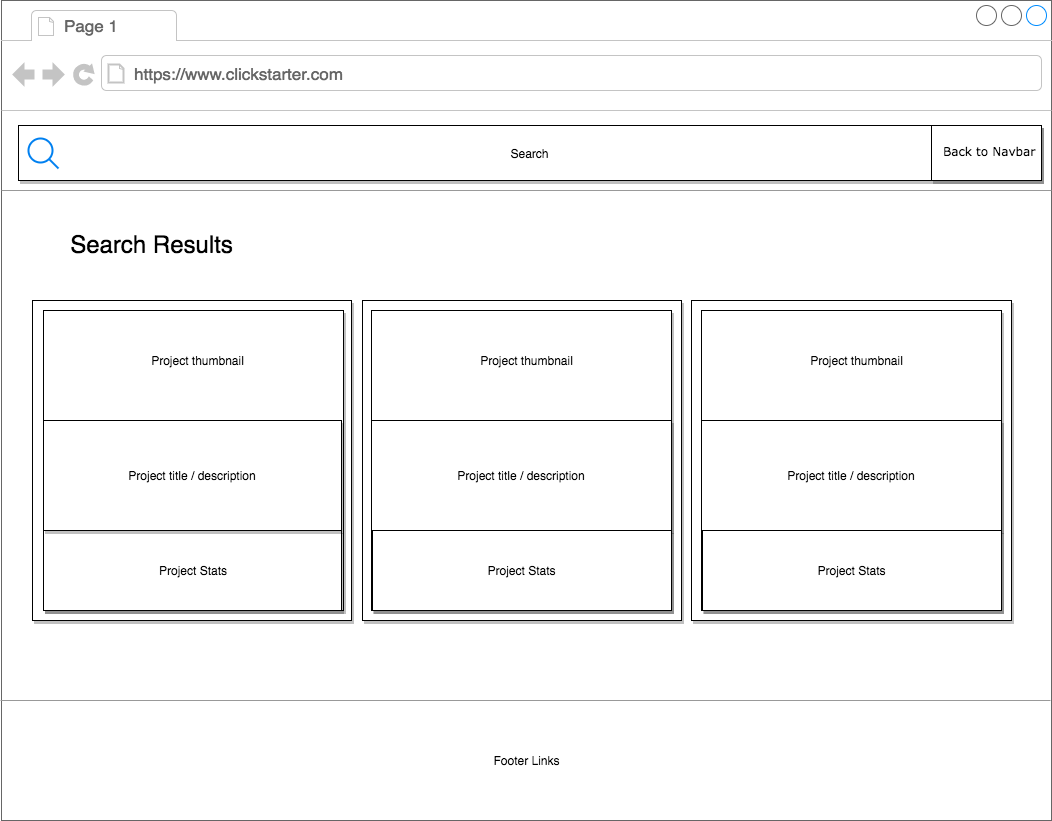 Page 1
https://www.clickstarter.com
Search
Back to Navbar
Search Results
Project thumbnail
Project thumbnail
Project thumbnail
Project title / description
Project title / description
Project title / description
Project Stats
Project Stats
Project Stats
Footer Links